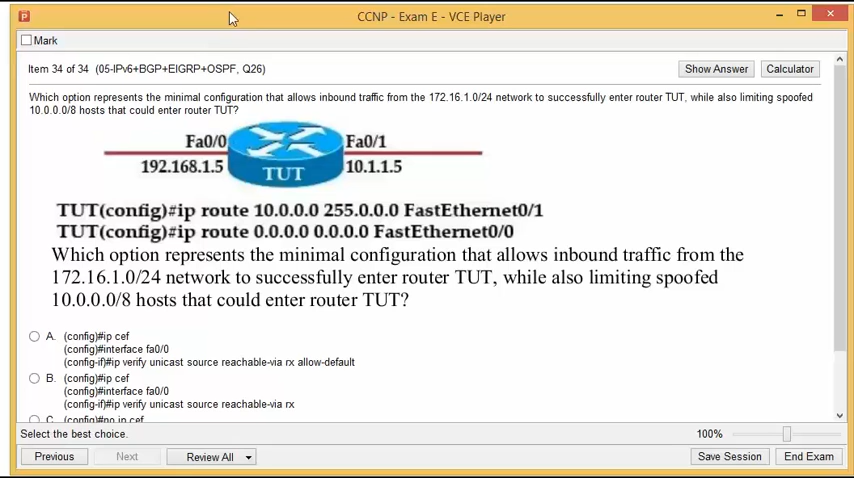 CCNP - Exam E - VCE Player
Mark
Item 34 of 34 (05-IPv6+BGP+EIGRP+OSPF, Q26)
Show Answer
Calculator
Which option represents the minimal configuration that allows inbound traffic from the 172.16.1.0/24 network to successfully enter router TUT, while also limiting spoofed
10.0.0.0/8 hosts that could enter router TUT?
Fa0/0
Fa0/1
192.168.1.5
TUT
10.1.1.5
TUT(config)#ip route 10.0.0.0 255.0.0.0 FastEthernet0/1
TUT(config)#ip route 0.0.0.0 0.0.0.0 FastEthernet0/0
Which option represents the minimal configuration that allows inbound traffic from the
172.16.1.0/24 network to successfully enter router TUT, while also limiting spoofed
10.0.0.0/8 hosts that could enter router TUT?
A. (config)#ip cef
(config)#interface fa0/0
(config-if)#ip verify unicast source reachable-via rx allow-default
B. (config)#ip cef
(config)#interface fa0/0
(config-if)#ip verify unicast source reachable-via rx
C. (config)#no ip cef
Select the best choice.
100%
Previous
Next
Review All
Save Session
End Exam